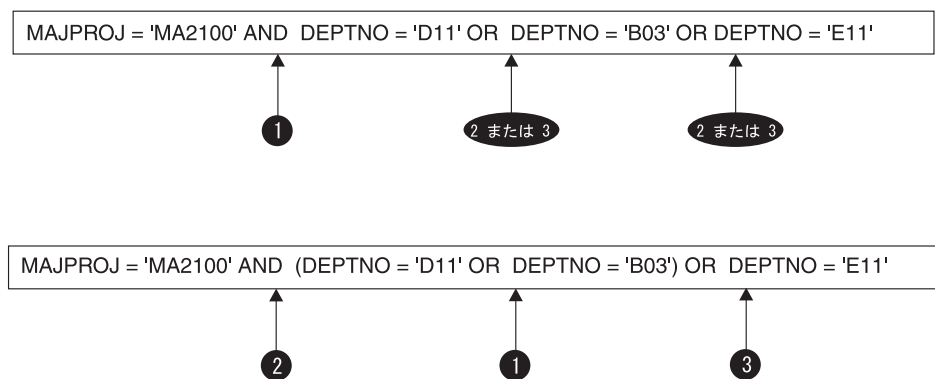 MAJPROJ = 'MA2100' AND DEPTNO = 'D11' OR DEPTNO = 'B03' OR DEPTNO = 'E11'
1 2 または 3 2 または 3
MAJPROJ = 'MA2100' AND (DEPTNO = 'D11' OR DEPTNO = 'B03') OR DEPTNO = 'E11'
2 1 3